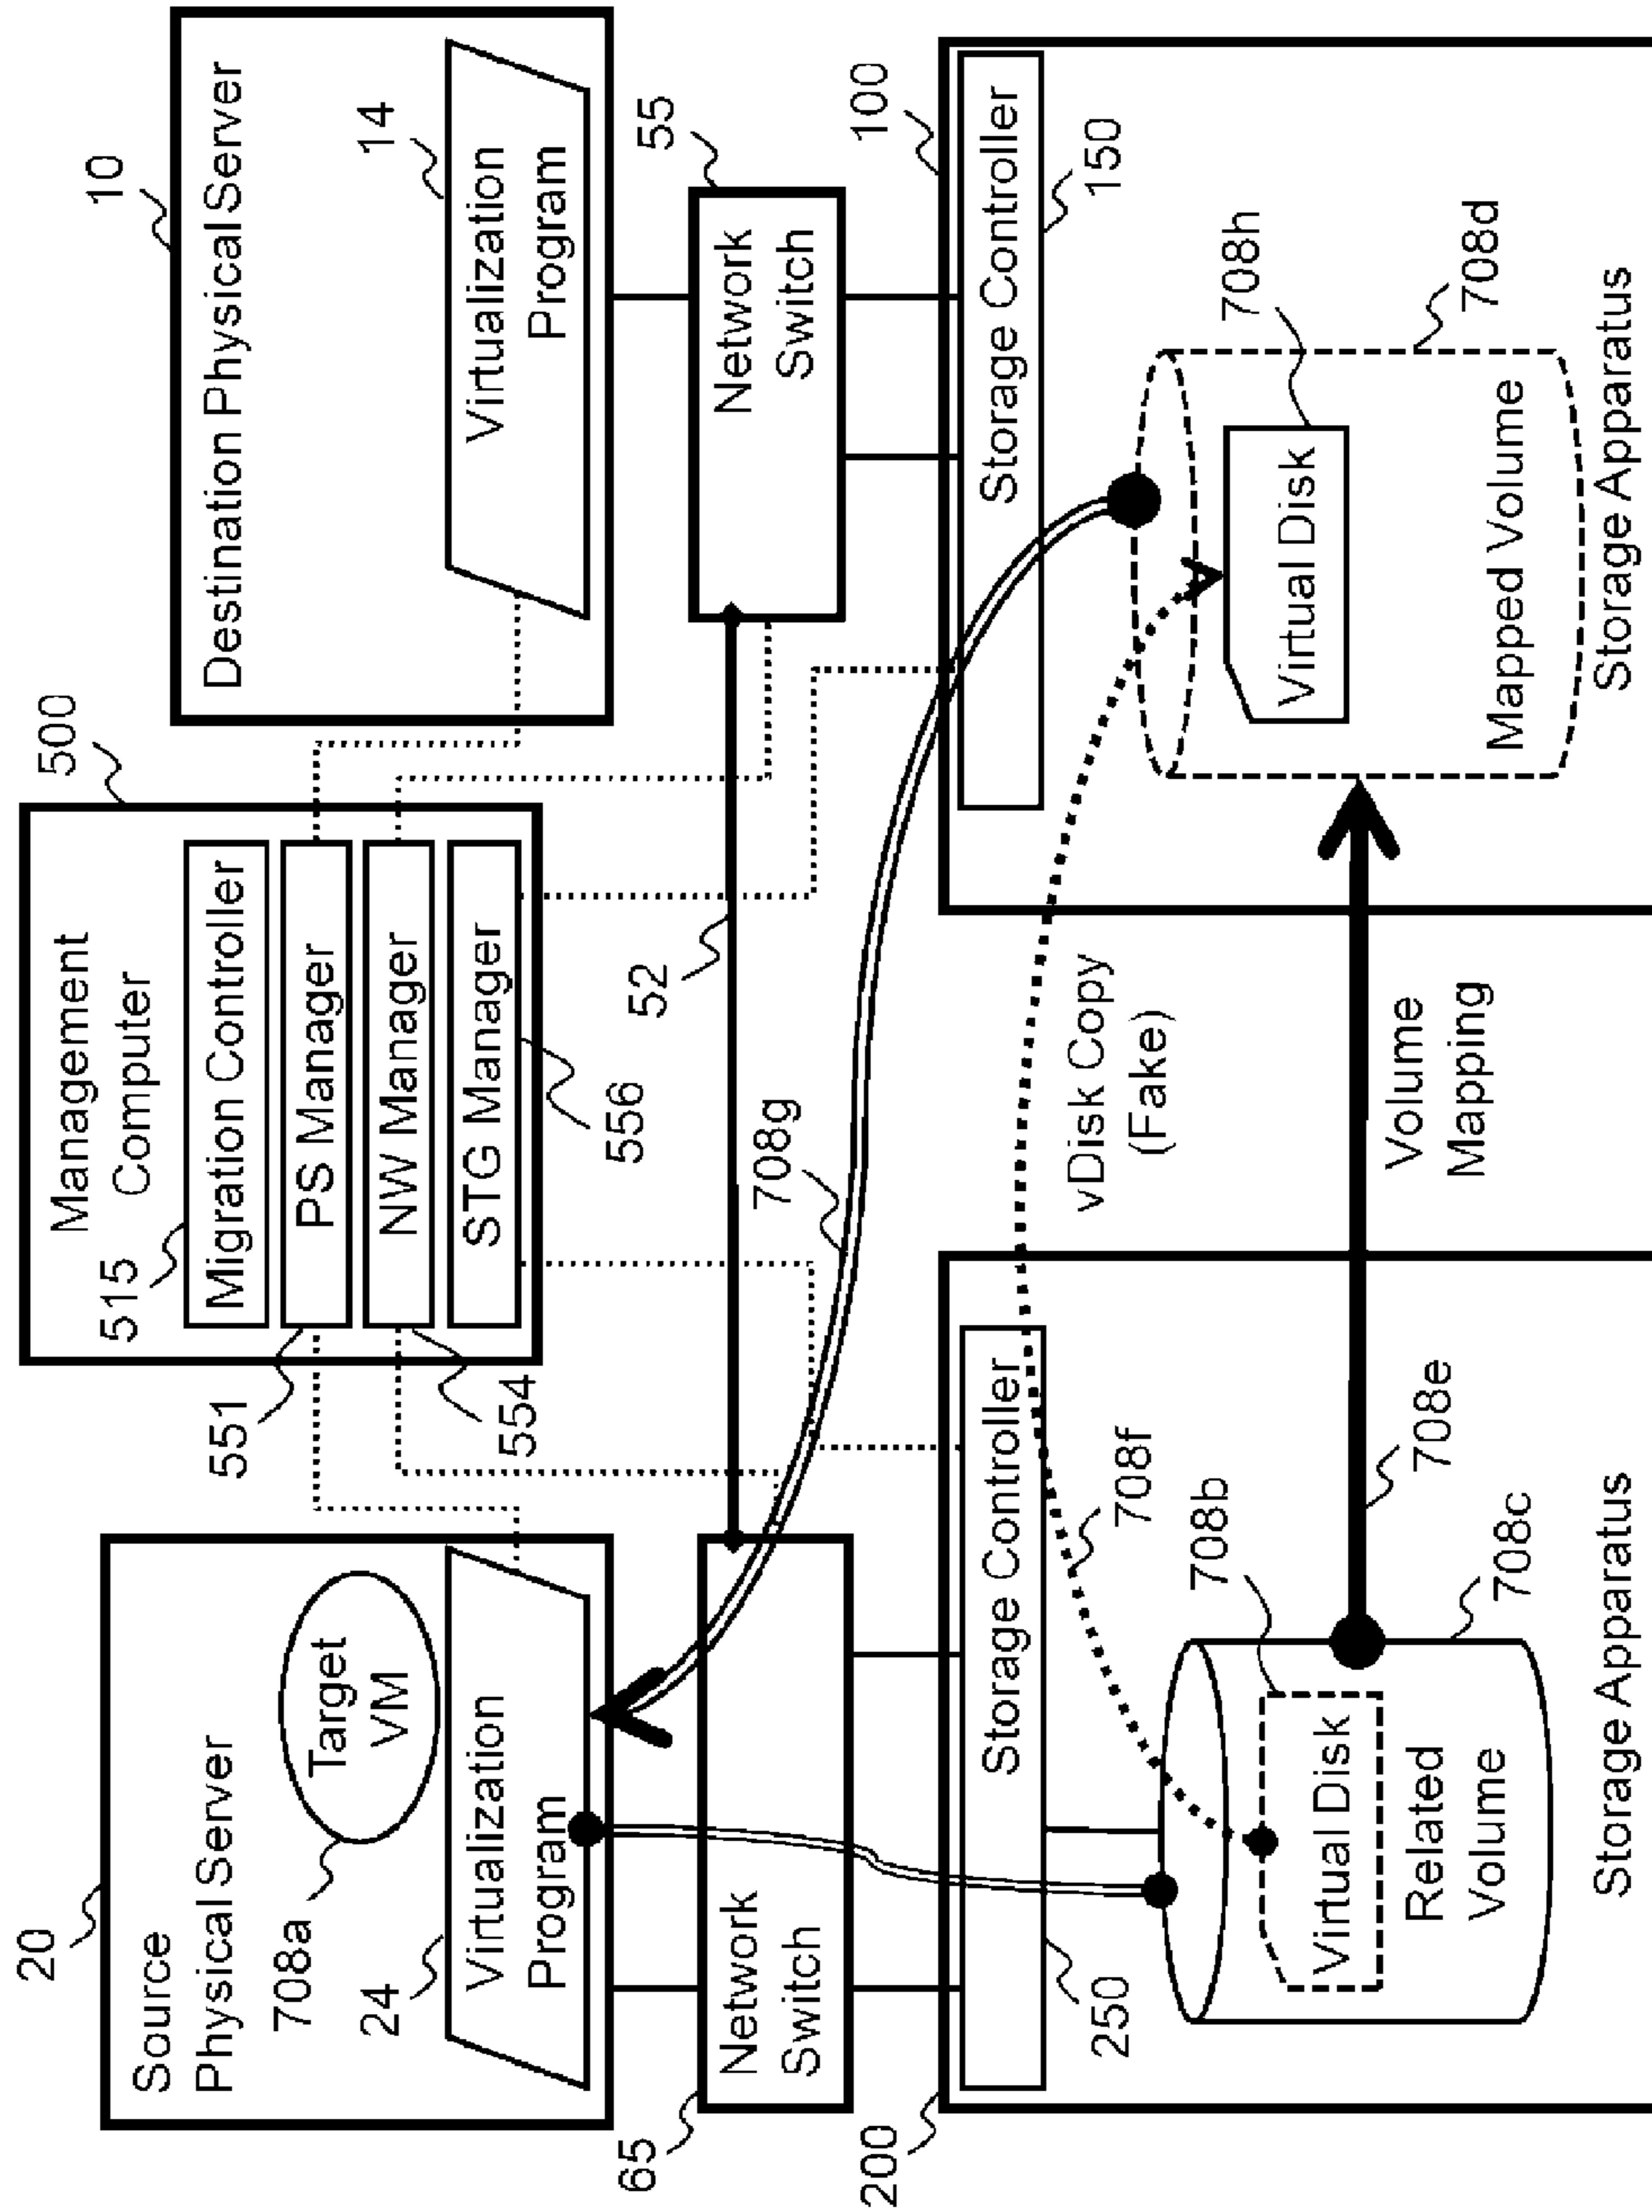 20
Source
Physical Server
708a
Target
VM
24
Virtualization
Program
500
Management
Computer
515
Migration Controller
551
PS Manager
NW Manager
554
STG Manager
556
10
Destination Physical Server
14
Virtualization
Program
65
Network
Switch
52
55
Network
Switch
708g
200
Storage Controller
250
708f
708b
Virtual Disk
Related
Volume
708c
708e
Storage Apparatus
vDisk Copy
(Fake)
Volume
Mapping
100
Storage Controller
150
708h
Virtual Disk
708d
Mapped Volume
Storage Apparatus